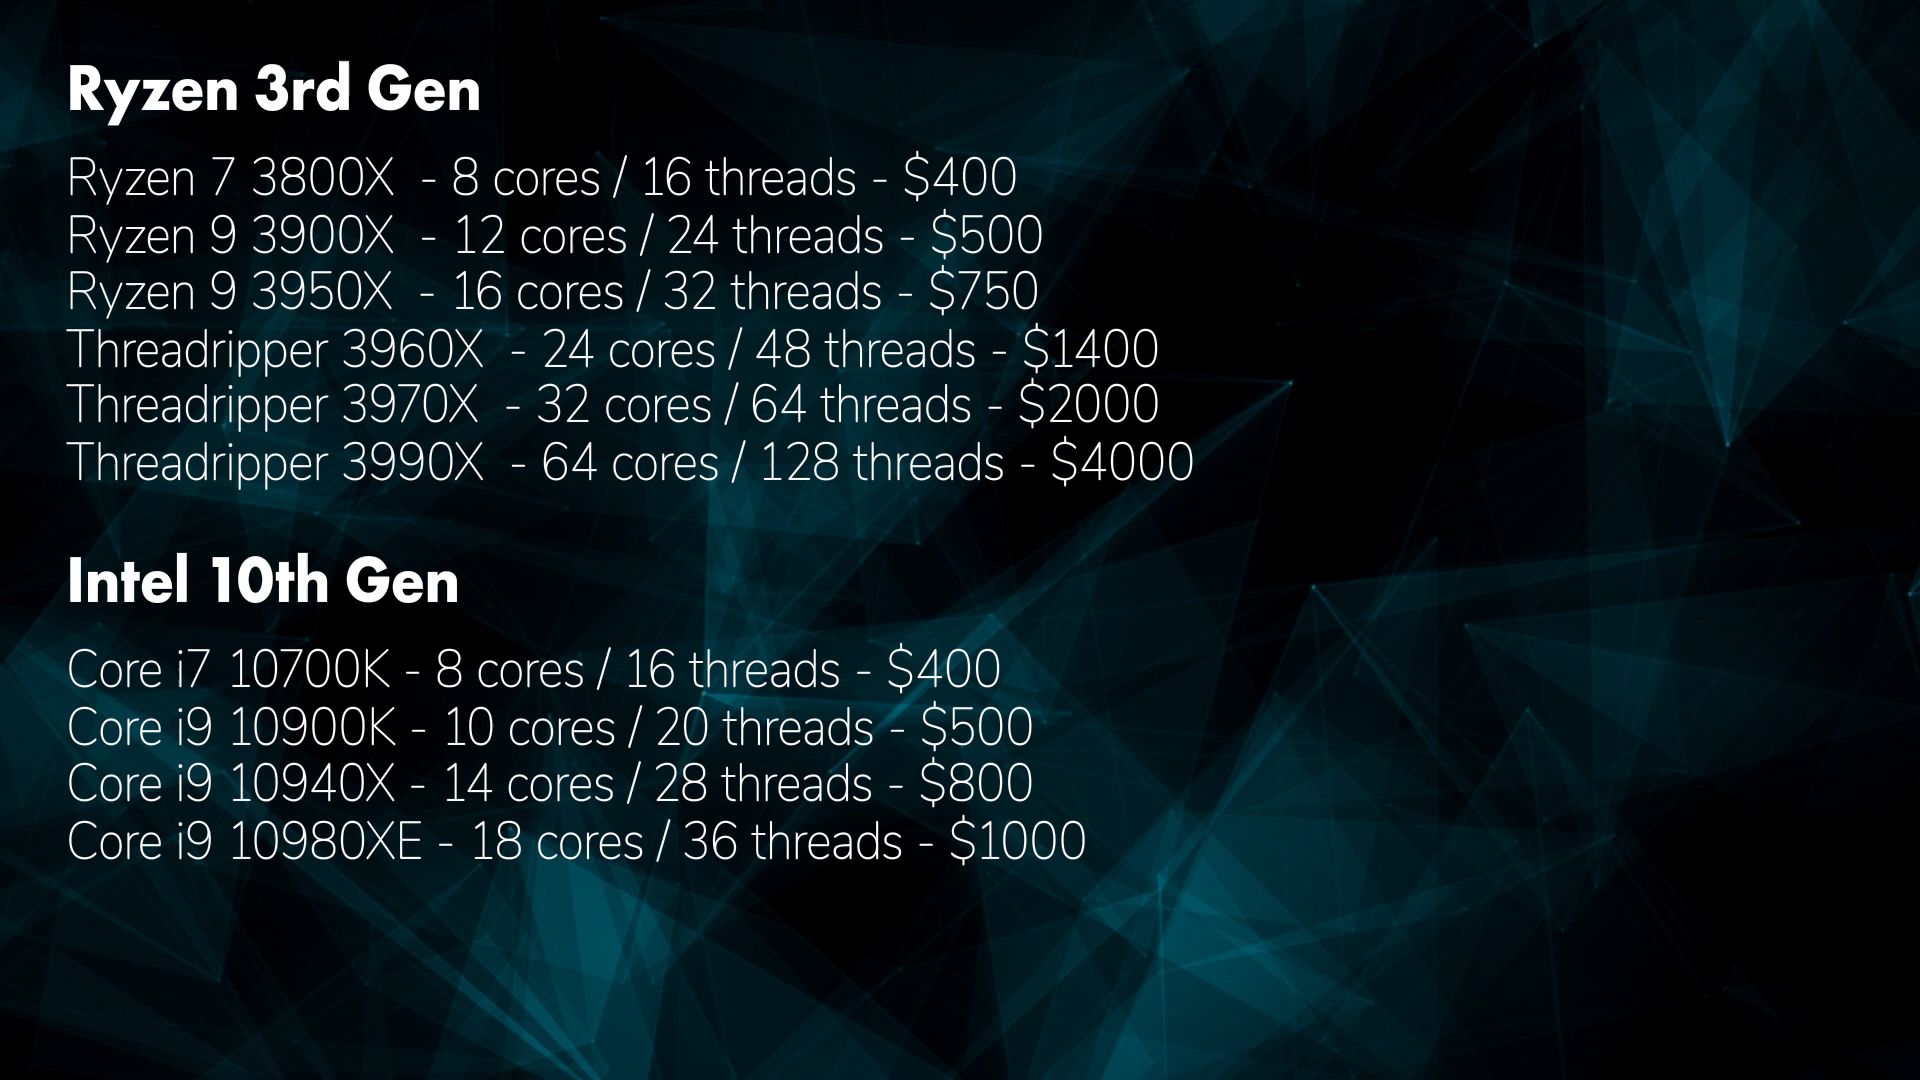 Ryzen 3rd Gen
Ryzen 7 3800X - 8 cores / 16 threads - $400
Ryzen 9 3900X - 12 cores / 24 threads - $500
Ryzen 9 3950X - 16 cores / 32 threads - $750
Threadripper 3960X - 24 cores / 48 threads - $1400
Threadripper 3970X - 32 cores / 64 threads - $2000
Threadripper 3990X - 64 cores / 128 threads - $4000
Intel 10th Gen
Core i7 10700K - 8 cores / 16 threads - $400
Core i9 10900K - 10 cores / 20 threads - $500
Core i9 10940X - 14 cores / 28 threads - $800
Core i9 10980XE - 18 cores / 36 threads - $1000